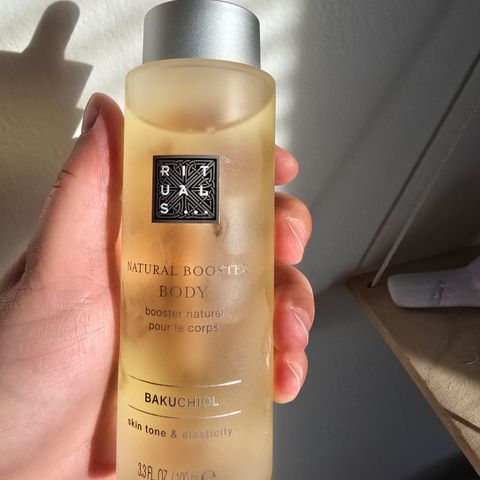 RIT
UAL
S...
NATURAL BOOSTER
BODY
booster naturel
pour le corps
BAKUCHIOL
skin tone & elasticity
3.3 FL. OZ. / 100 ml e